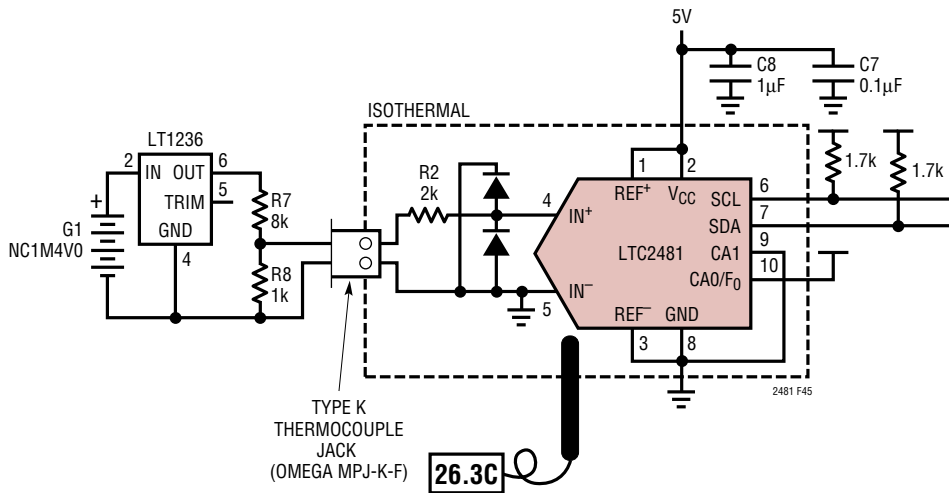 5V
C8
1µF
C7
0.1µF
ISOTHERMAL
LT1236
2
IN
OUT
6
TRIM
5
GND
4
+
G1
NC1M4V0
R7
8k
R8
1k
R2
2k
1.7k
1.7k
1
2
REF+
VCC
4
IN+
LTC2481
IN–
5
SCL
6
SDA
7
CA1
9
CA0/F0
10
REF–
GND
3
8
2481 F45
TYPE K
THERMOCOUPLE
JACK
(OMEGA MPJ-K-F)
26.3C